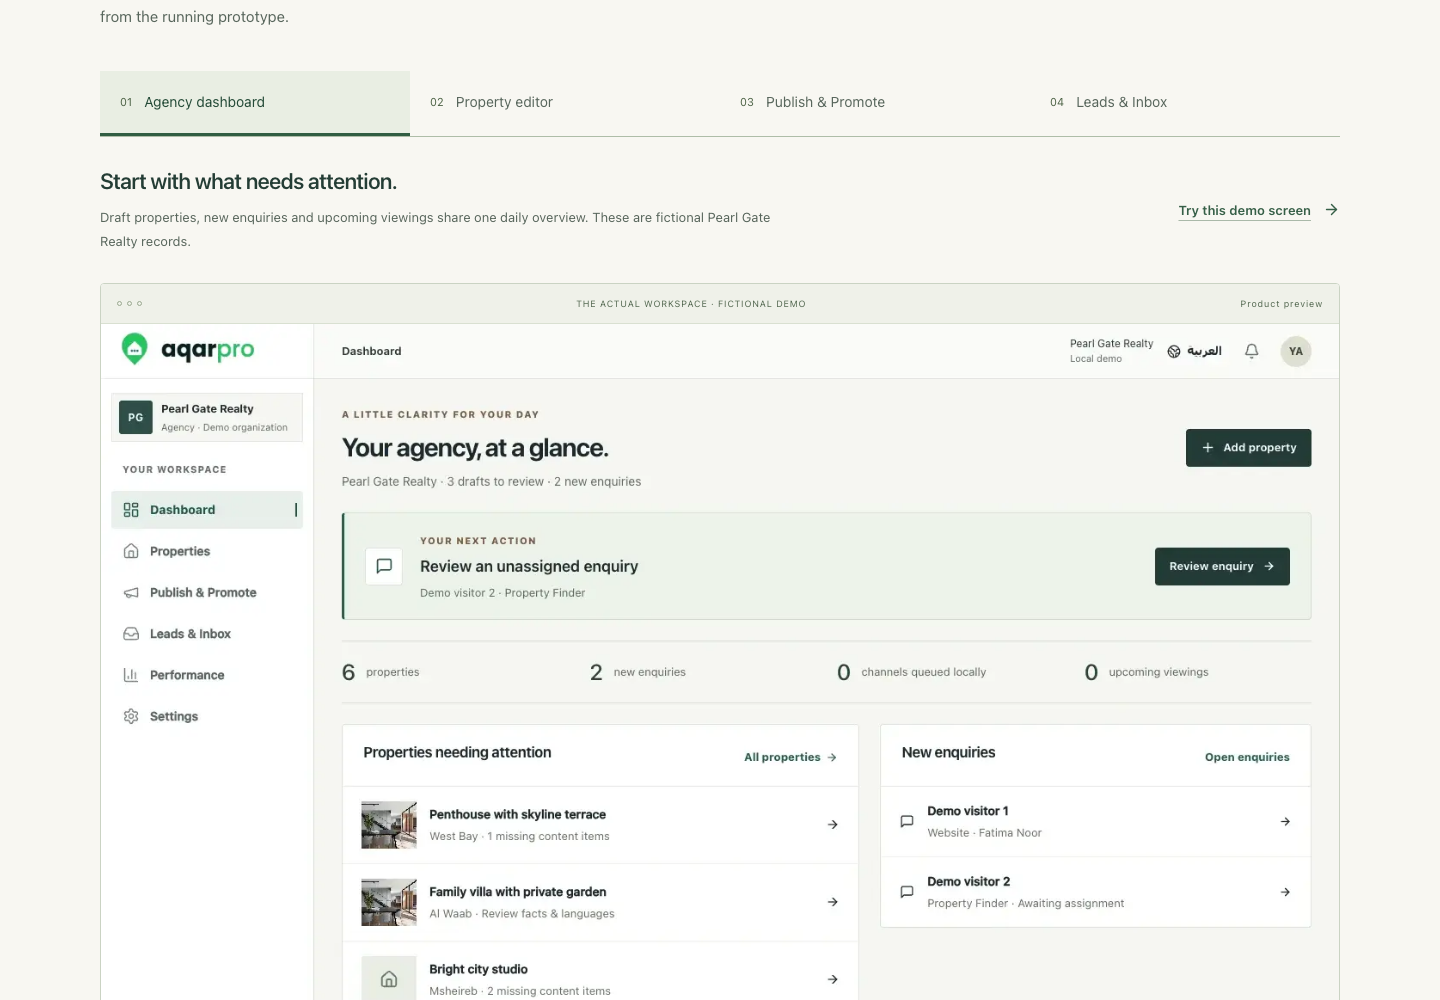 from the running prototype.
01 Agency dashboard
02 Property editor
03 Publish & Promote
04 Leads & Inbox
Start with what needs attention.
Draft properties, new enquiries and upcoming viewings share one daily overview. These are fictional Pearl Gate
Realty records.
Try this demo screen
THE ACTUAL WORKSPACE · FICTIONAL DEMO
Product preview
aqarpro
Dashboard
Pearl Gate Realty
Local demo
العربية
YA
PG
Pearl Gate Realty
Agency · Demo organization
YOUR WORKSPACE
Dashboard
Properties
Publish & Promote
Leads & Inbox
Performance
Settings
A LITTLE CLARITY FOR YOUR DAY
Your agency, at a glance.
Pearl Gate Realty · 3 drafts to review · 2 new enquiries
Add property
YOUR NEXT ACTION
Review an unassigned enquiry
Demo visitor 2 · Property Finder
Review enquiry
6 properties
2 new enquiries
0 channels queued locally
0 upcoming viewings
Properties needing attention
All properties
Penthouse with skyline terrace
West Bay · 1 missing content items
Family villa with private garden
Al Waab · Review facts & languages
Bright city studio
Msheireb · 2 missing content items
New enquiries
Open enquiries
Demo visitor 1
Website · Fatima Noor
Demo visitor 2
Property Finder · Awaiting assignment